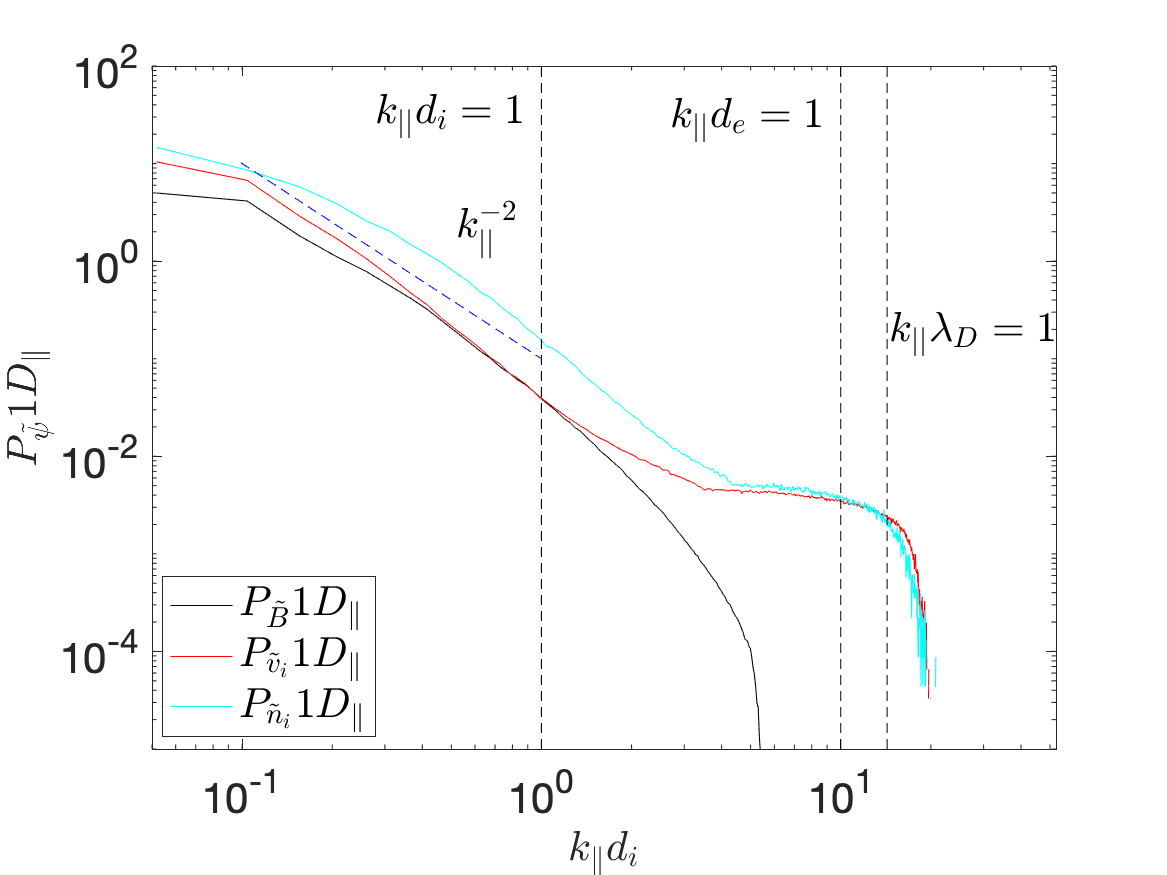 10^2
10^0
10^-2
10^-4
P_ψ̃ 1D_∥
k_|| d_i = 1
k_|| d_e = 1
k_||^-2
k_|| λ_D = 1
P_B̃ 1D_∥
P_ṽ_i 1D_∥
P_ñ_i 1D_∥
10^-1
10^0
10^1
k_∥ d_i